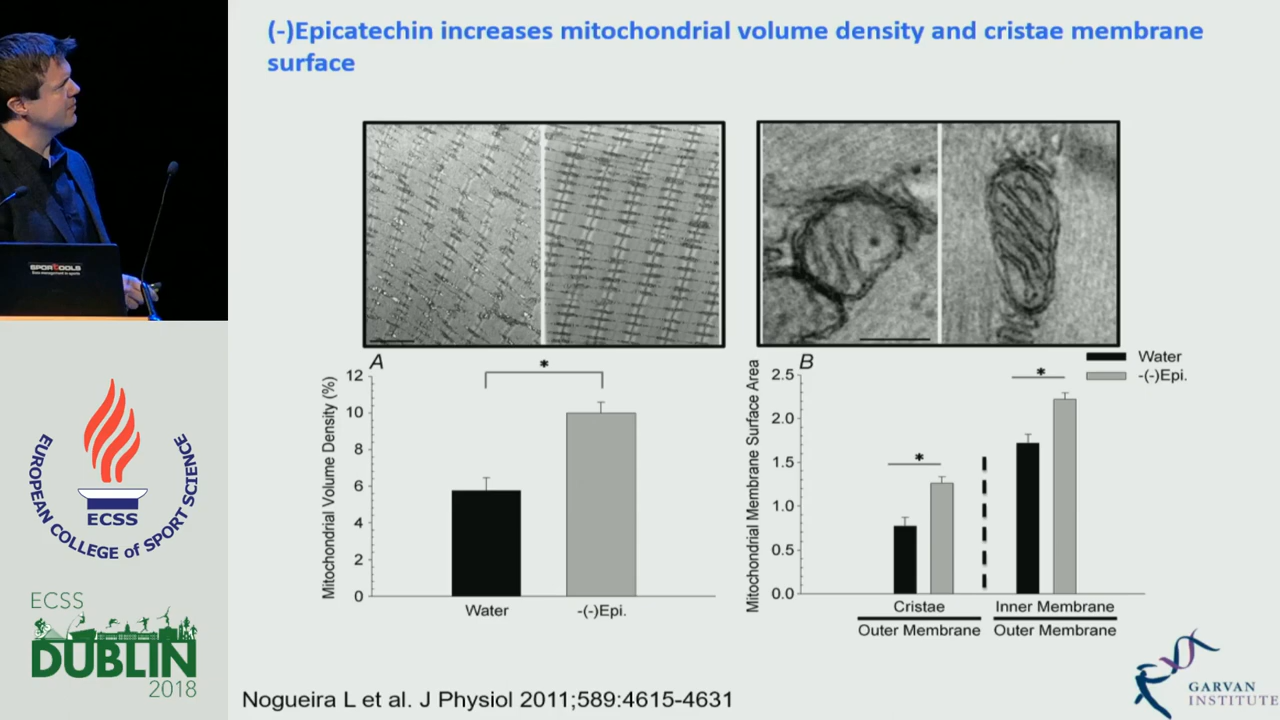 (-)Epicatechin increases mitochondrial volume density and cristae membrane
surface
SPORTOOLS
EUROPEAN COLLEGE of SPORT SCIENCE
ECSS
ECSS
DUBLIN
2018
A
*
Mitochondrial Volume Density (%)
12
10
8
6
4
2
0
Water
-(-)Epi.
B
Water
-(-)Epi.
*
*
Mitochondrial Membrane Surface Area
2.5
2.0
1.5
1.0
0.5
0.0
Cristae
Outer Membrane
Inner Membrane
Outer Membrane
Nogueira L et al. J Physiol 2011;589:4615-4631
GARVAN
INSTITUTE